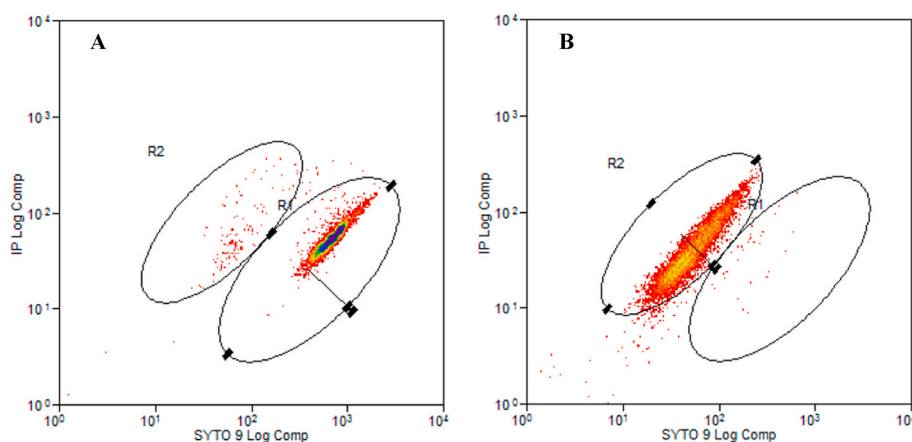 A
10⁴
10³
10²
10¹
10⁰
IP Log Comp
R2
R1
10⁰ 10¹ 10² 10³ 10⁴
SYTO 9 Log Comp
B
10⁴
10³
10²
10¹
10⁰
IP Log Comp
R2
R1
10⁰ 10¹ 10² 10³ 10
SYTO 9 Log Comp